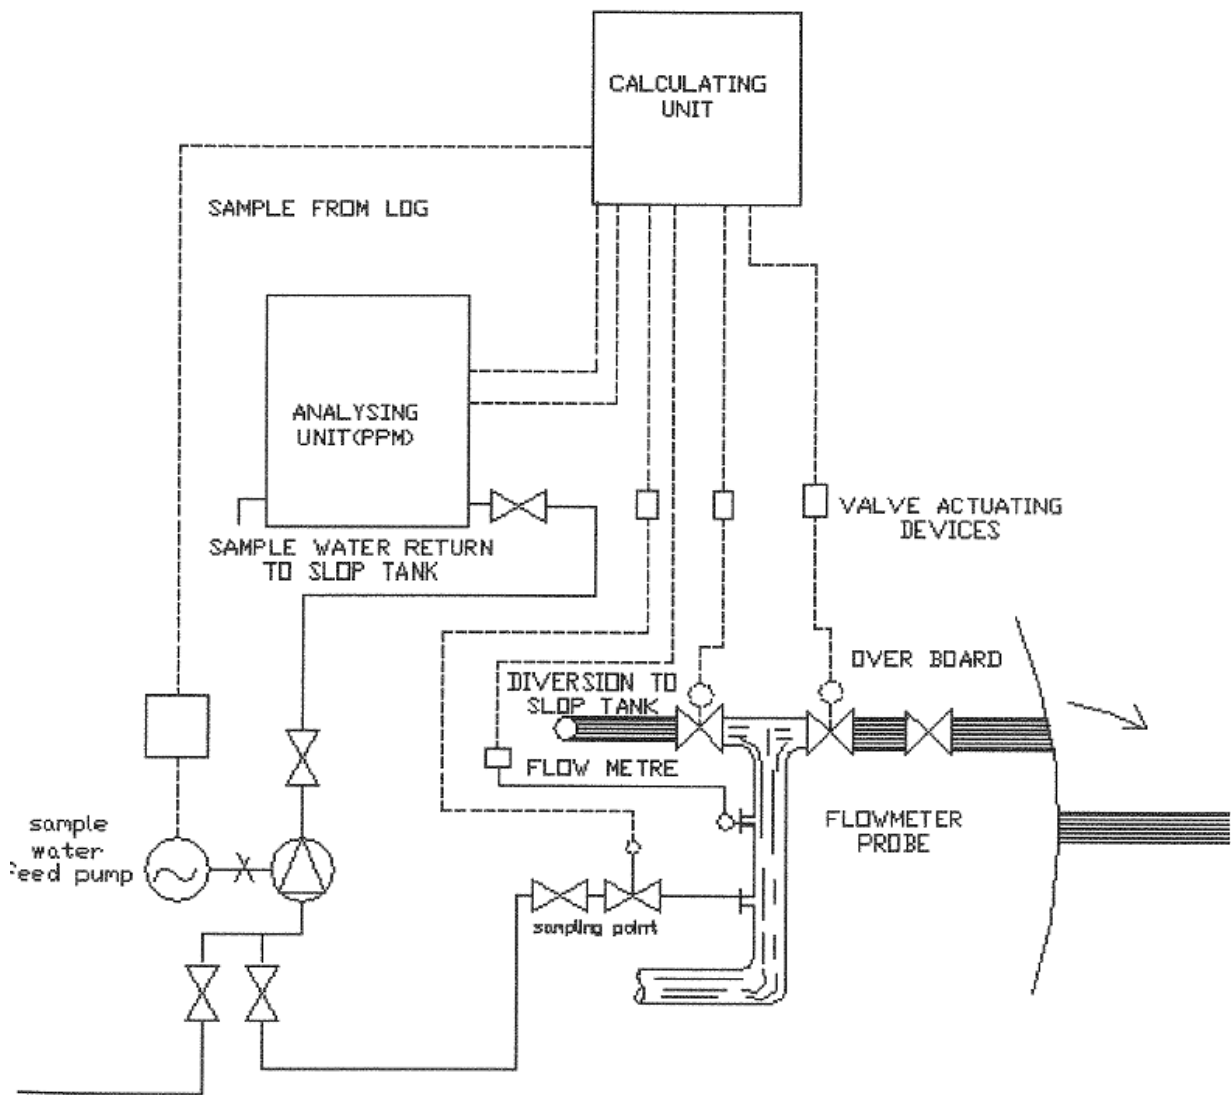 CALCULATING
UNIT
SAMPLE FROM LOG
ANALYSING
UNIT(PPM)
SAMPLE WATER RETURN
TO SLOP TANK
VALVE ACTUATING
DEVICES
OVER BOARD
DIVERSION TO
SLOP TANK
FLOW METRE
FLOWMETER
PROBE
sample
water
feed pump
sampling point